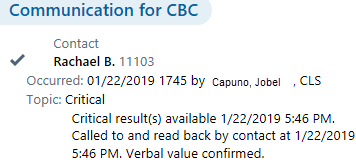 Communication for CBC
Contact
Rachael B. 11103
Occurred: 01/22/2019 1745 by Capuno, Jobel , CLS
Topic: Critical
Critical result(s) available 1/22/2019 5:46 PM.
Called to and read back by contact at 1/22/2019
5:46 PM. Verbal value confirmed.